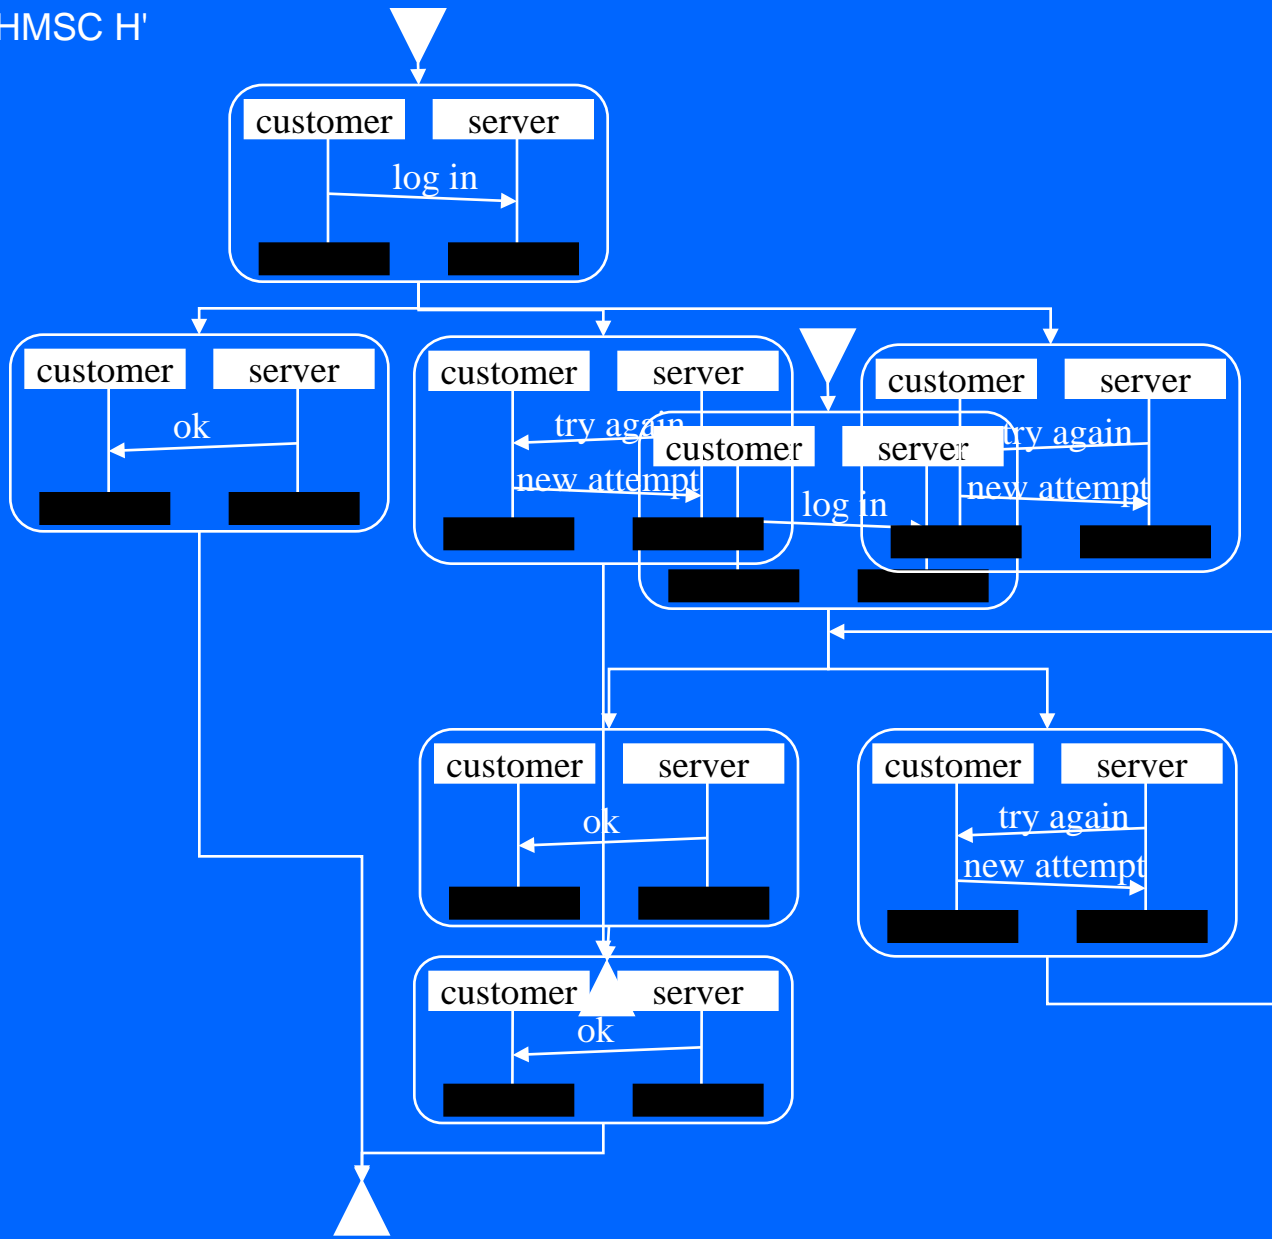 HMSC H'
customer server
log in
customer server
ok
customer server
try again
new attempt
customer server
try again
new attempt
customer server
log in
customer server
ok
customer server
try again
new attempt
customer server
ok